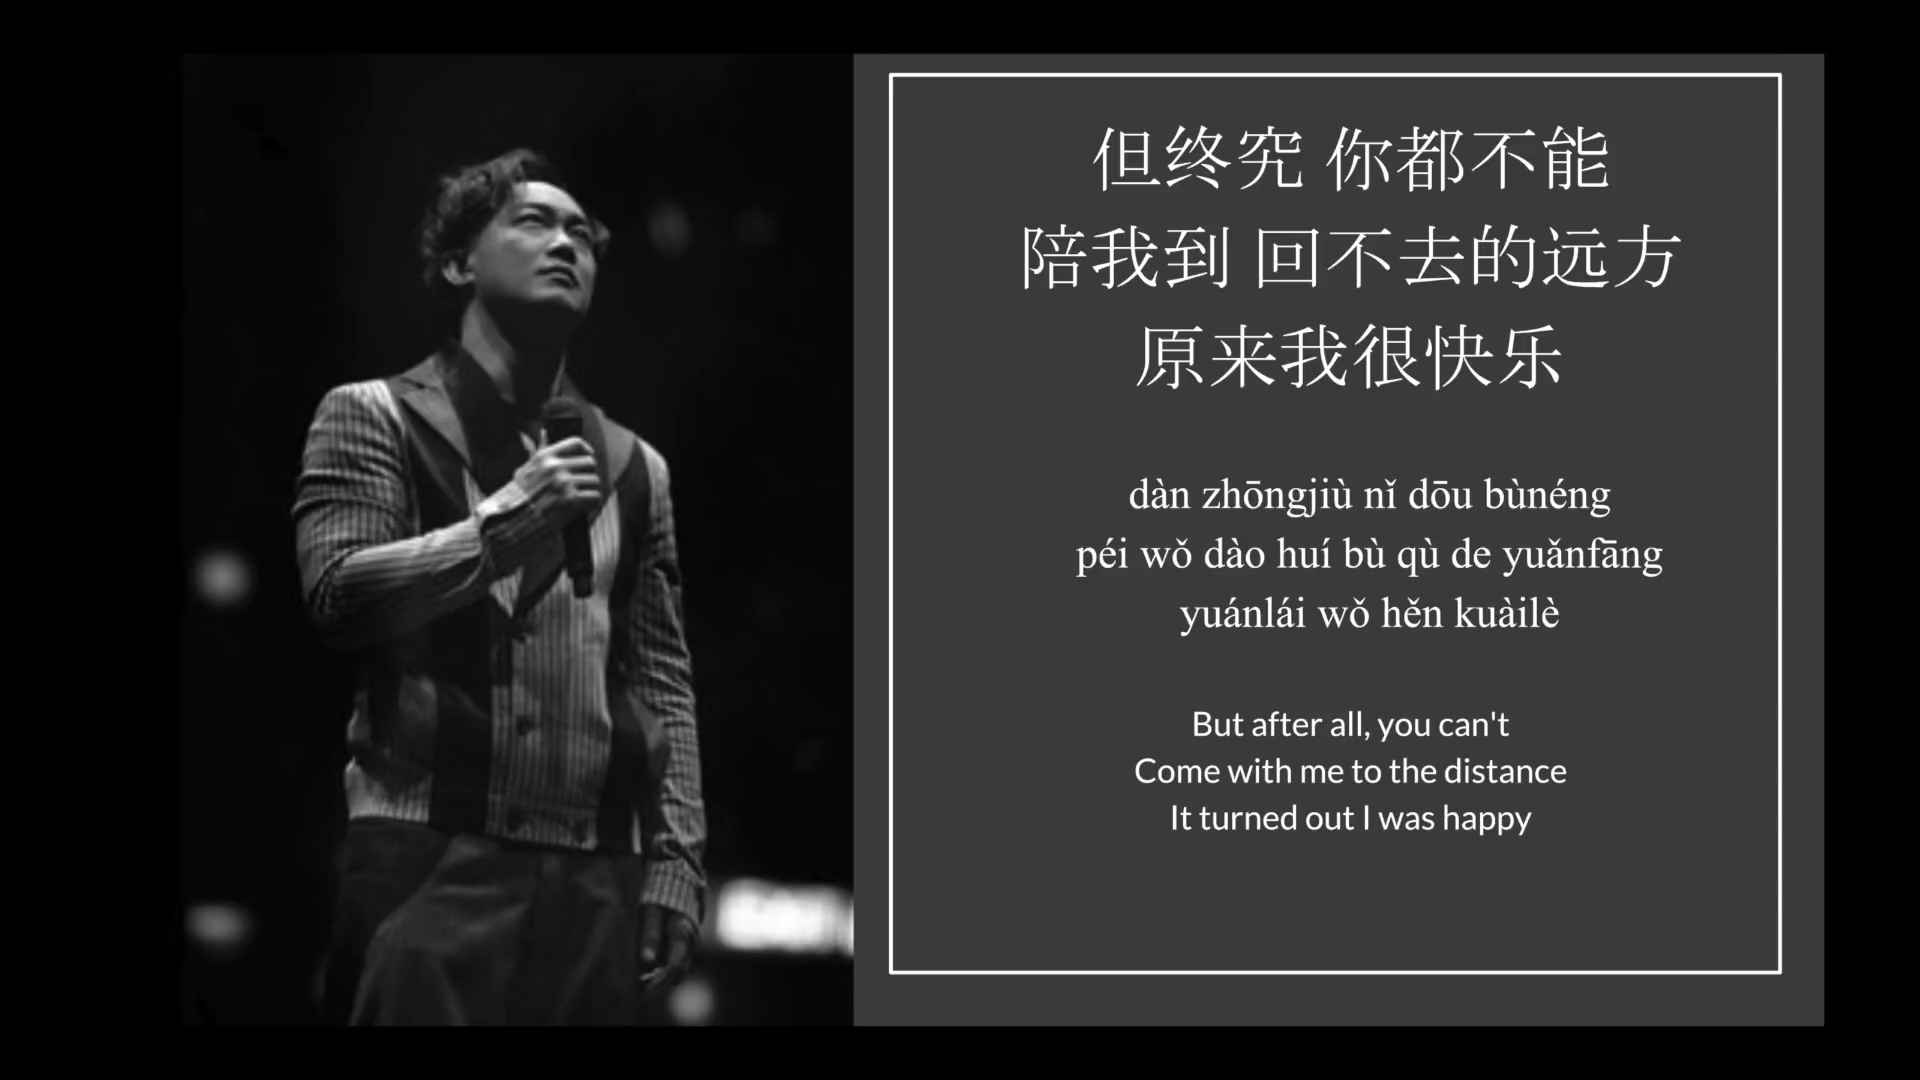 但终究 你都不能
陪我到 回不去的远方
原来我很快乐
dàn zhōngjiù nǐ dōu bùnéng
péi wǒ dào huí bù qù de yuǎnfāng
yuánlái wǒ hěn kuàilè
But after all, you can't
Come with me to the distance
It turned out I was happy